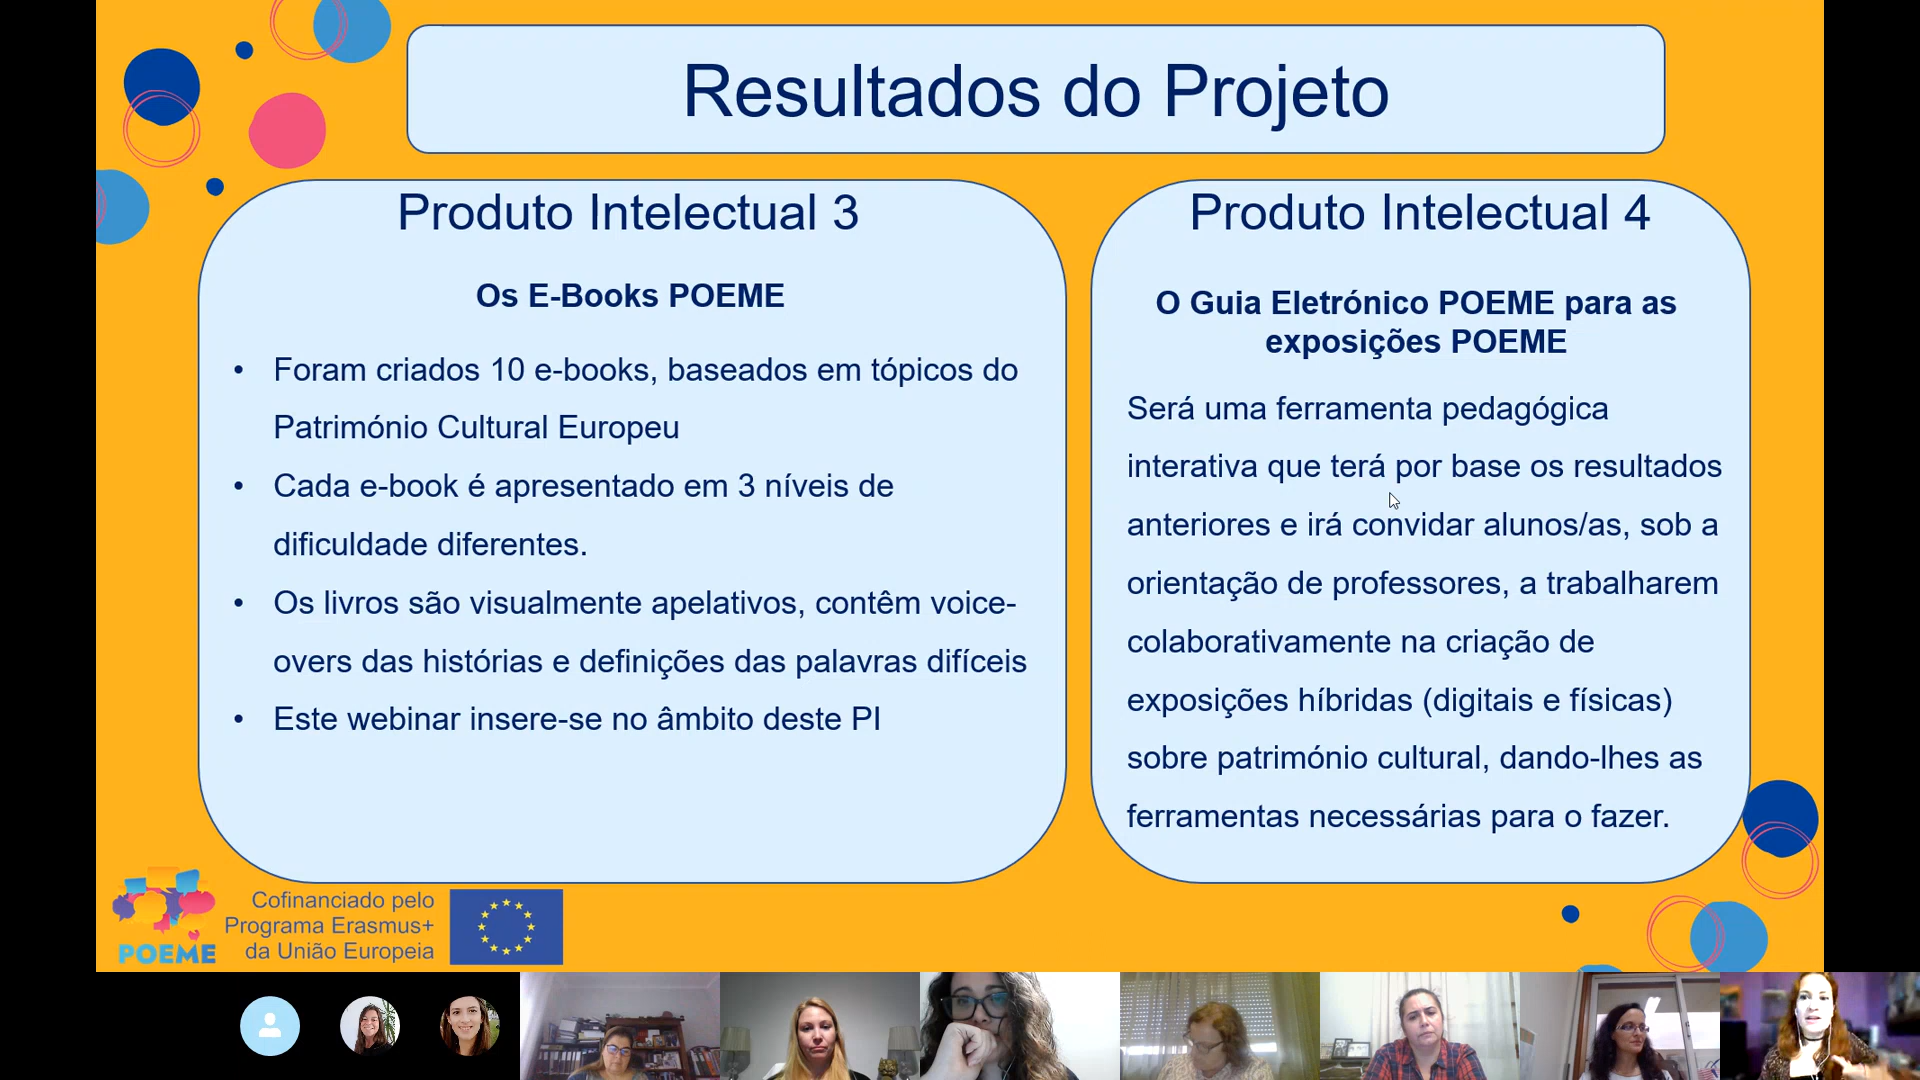 Resultados do Projeto
Produto Intelectual 3
Os E-Books POEME
• Foram criados 10 e-books, baseados em tópicos do
Património Cultural Europeu
• Cada e-book é apresentado em 3 níveis de
dificuldade diferentes.
• Os livros são visualmente apelativos, contêm voice-
overs das histórias e definições das palavras difíceis
• Este webinar insere-se no âmbito deste PI
Produto Intelectual 4
O Guia Eletrónico POEME para as
exposições POEME
Será uma ferramenta pedagógica
interativa que terá por base os resultados
anteriores e irá convidar alunos/as, sob a
orientação de professores, a trabalharem
colaborativamente na criação de
exposições híbridas (digitais e físicas)
sobre património cultural, dando-lhes as
ferramentas necessárias para o fazer.
POEME
Cofinanciado pelo
Programa Erasmus+
da União Europeia